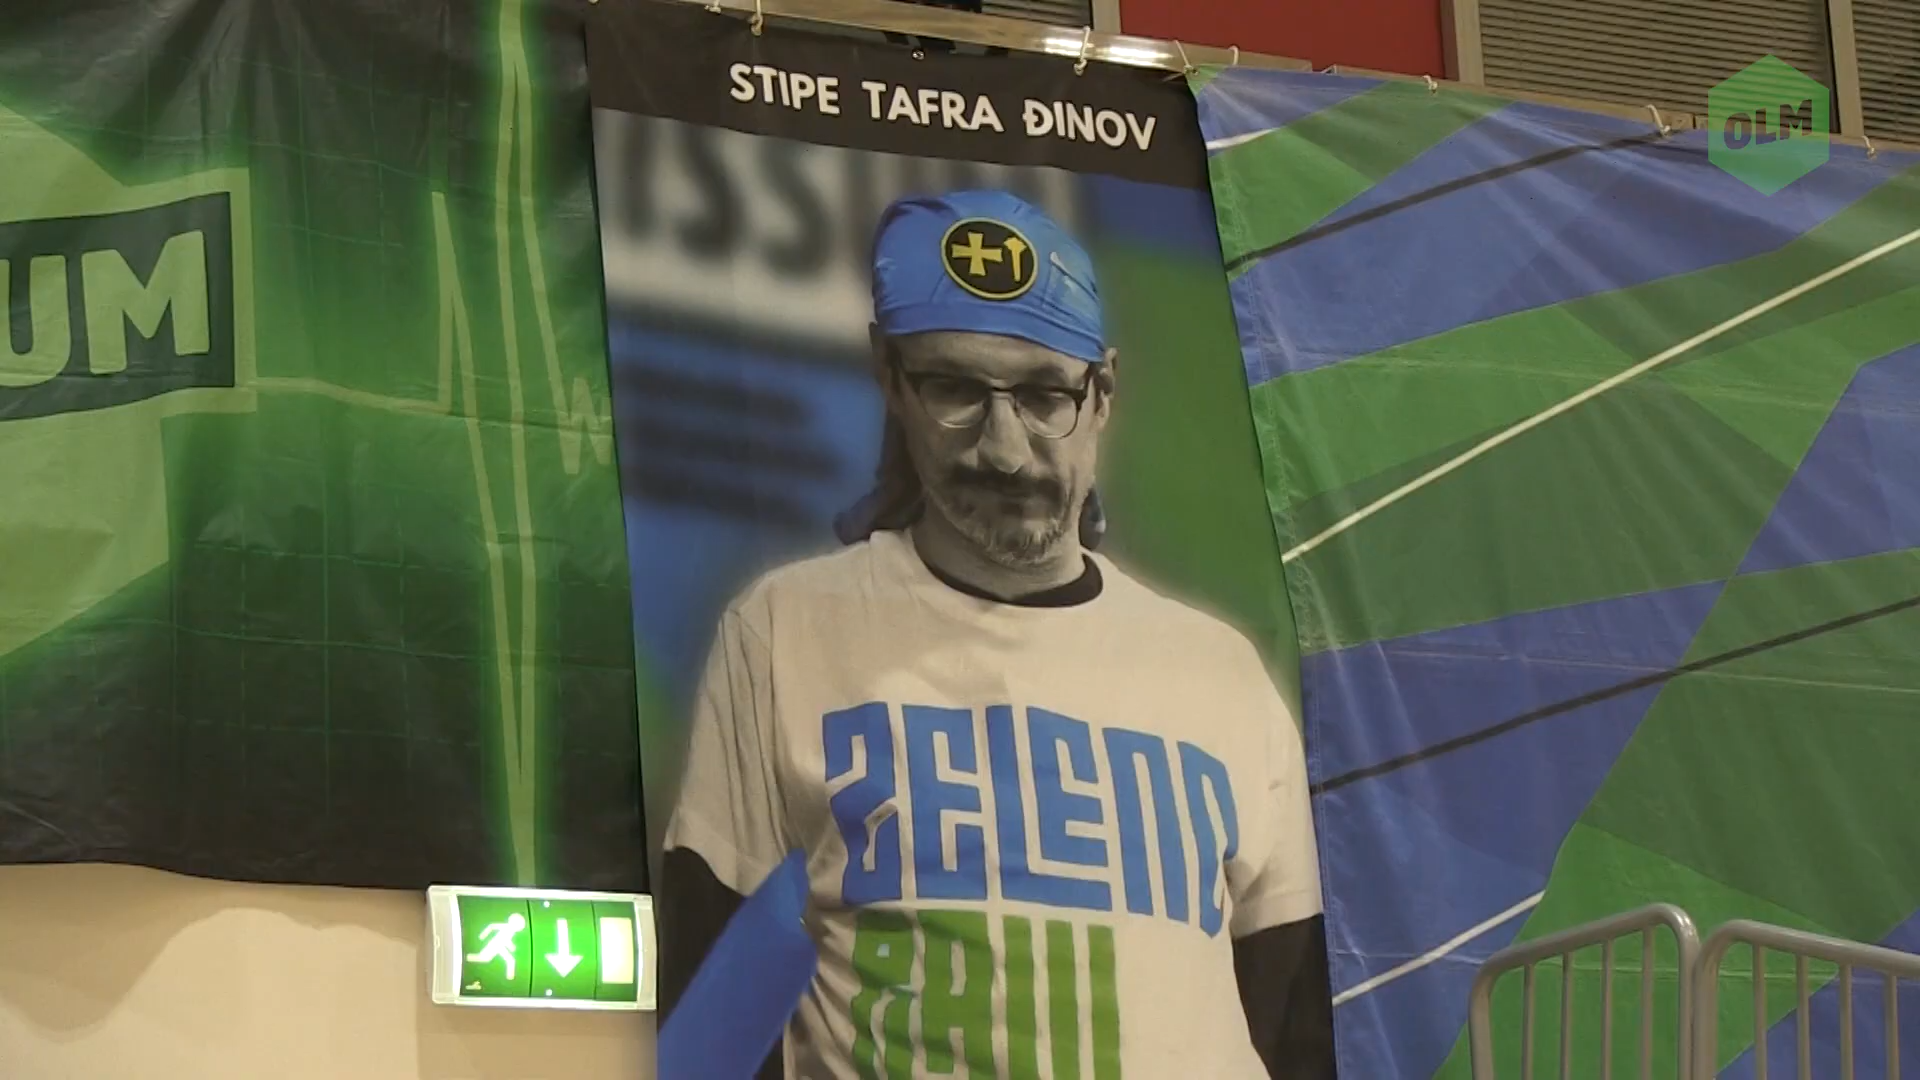 STIPE TAFRA ĐINOV
OLM
UM
ZELENO